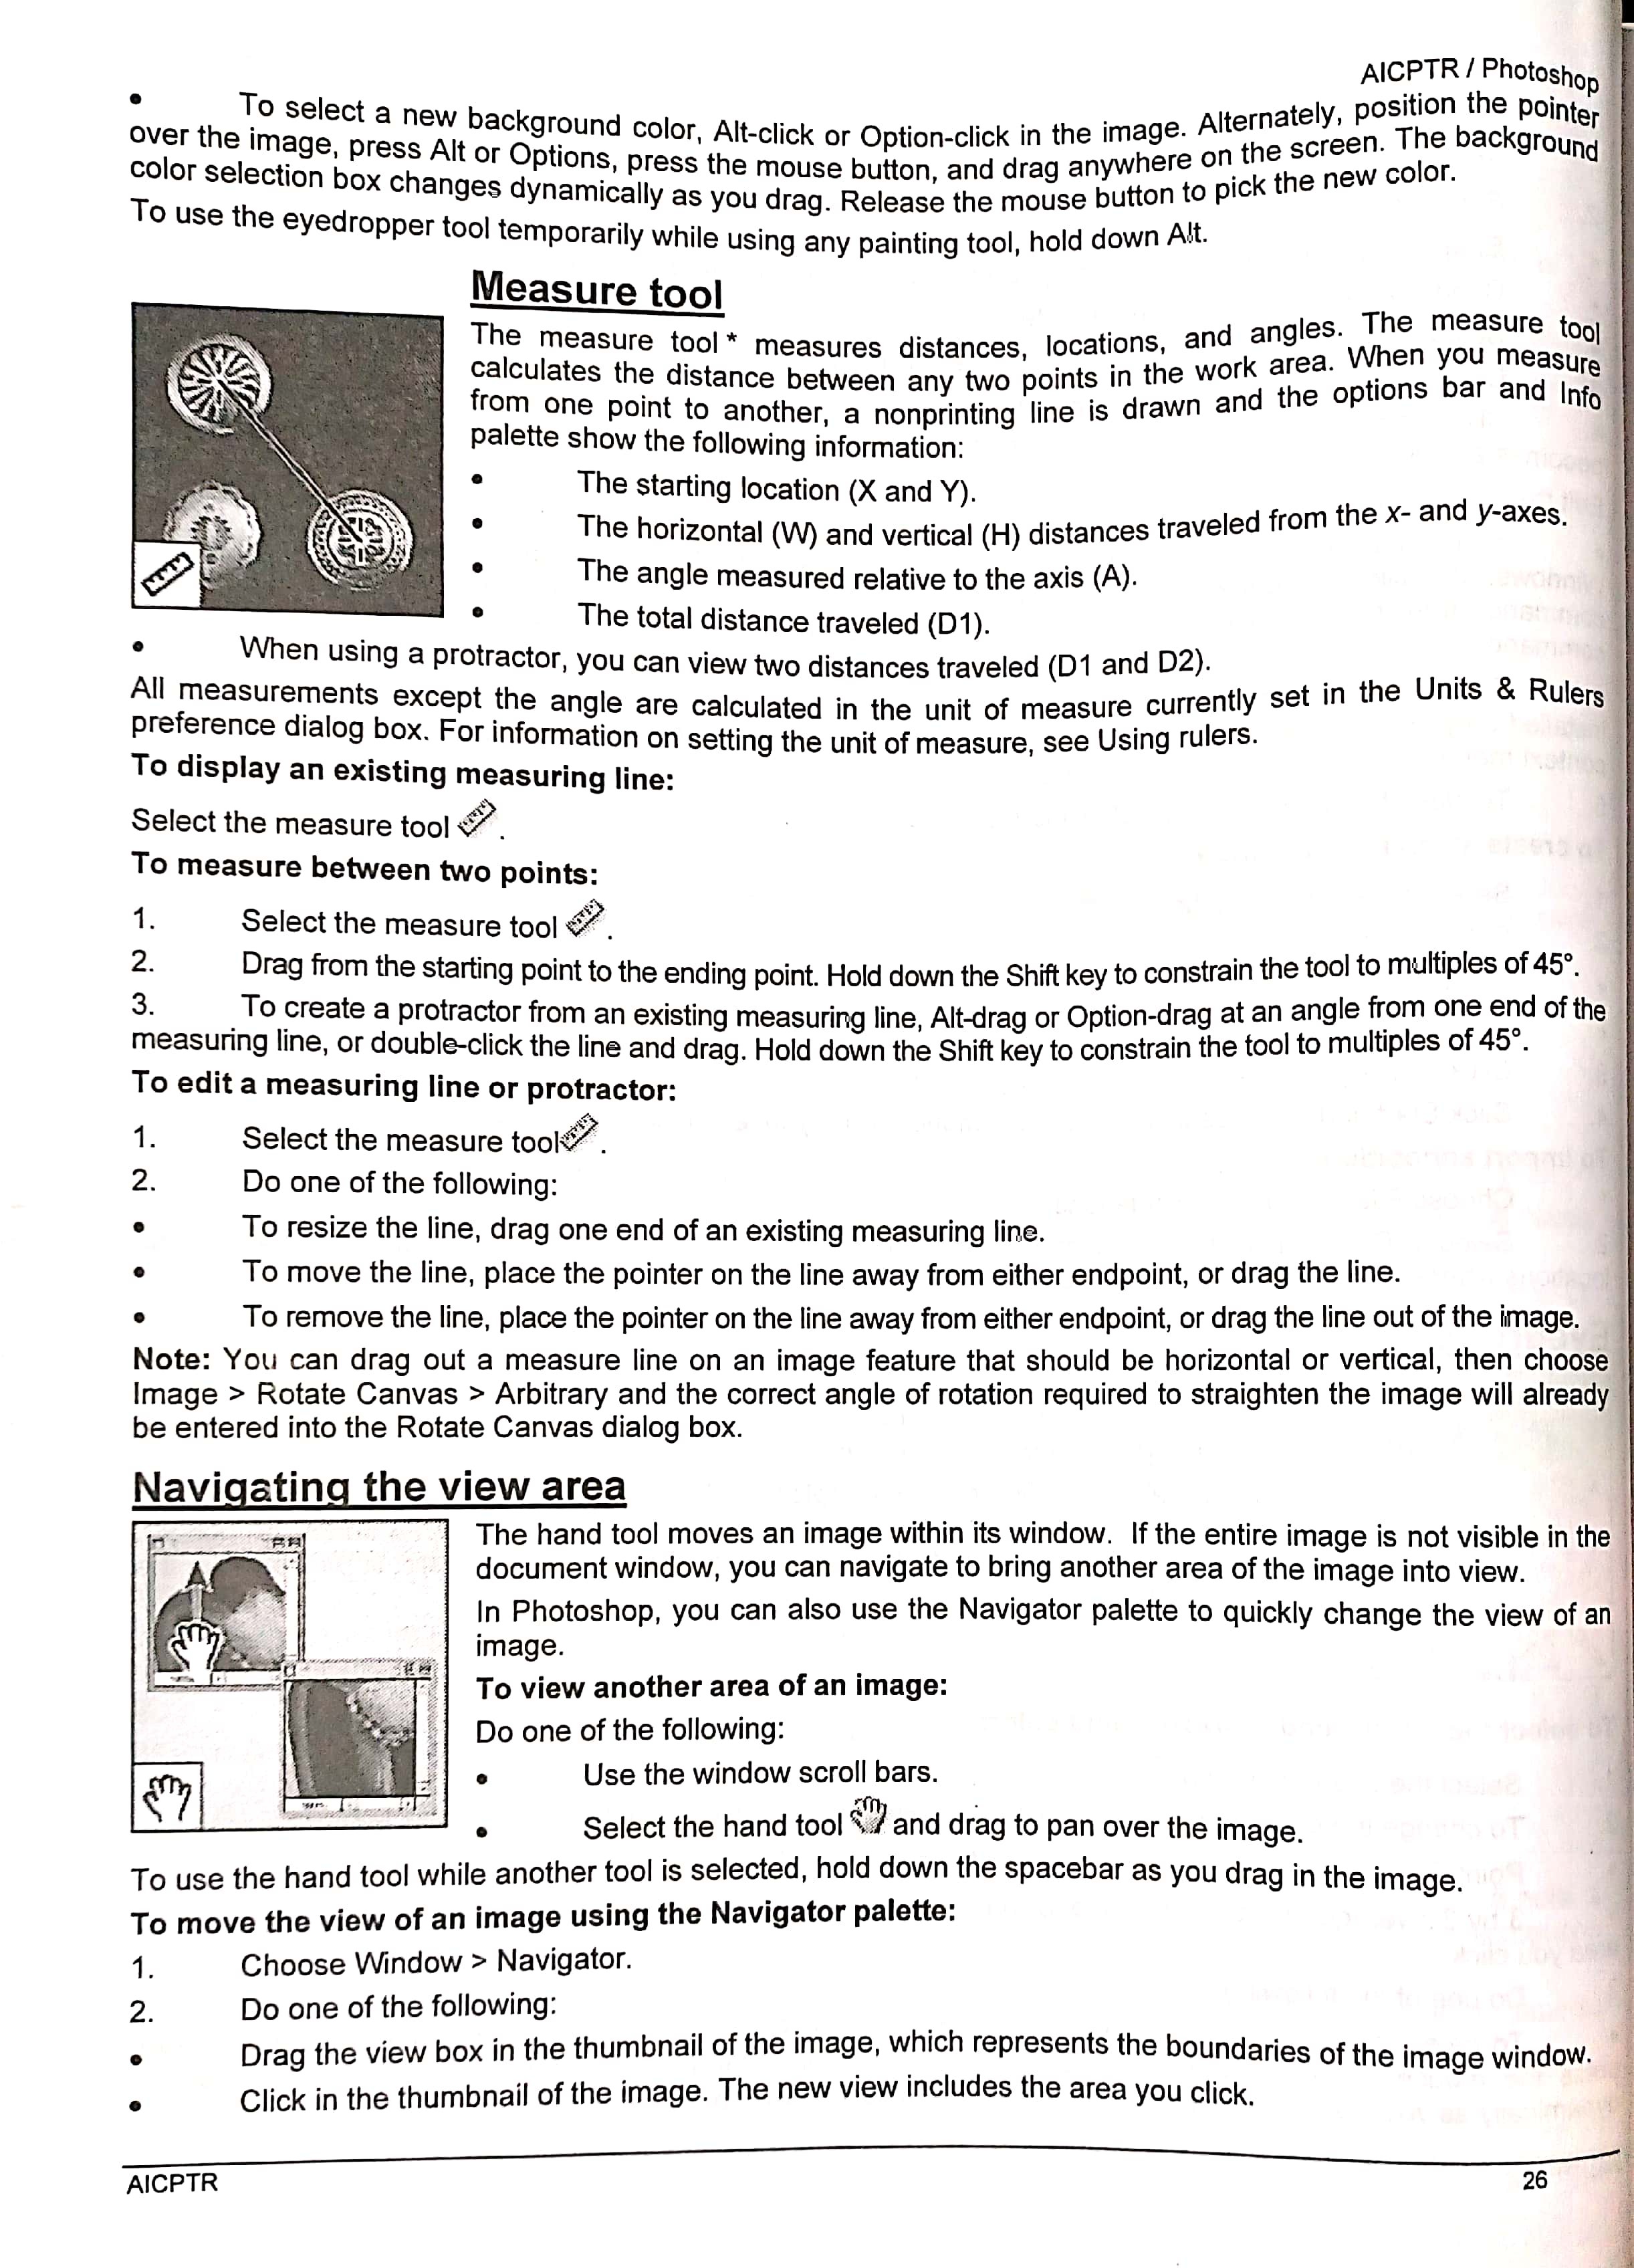 AICPTR / Photoshop
• To select a new background color, Alt-click or Option-click in the image. Alternately, position the pointer
over the image, press Alt or Options, press the mouse button, and drag anywhere on the screen. The background
color selection box changes dynamically as you drag. Release the mouse button to pick the new color.
To use the eyedropper tool temporarily while using any painting tool, hold down Alt.
Measure tool
The measure tool * measures distances, locations, and angles. The measure tool
calculates the distance between any two points in the work area. When you measure
from one point to another, a nonprinting line is drawn and the options bar and Info
palette show the following information:
• The starting location (X and Y).
• The horizontal (W) and vertical (H) distances traveled from the x- and y-axes.
• The angle measured relative to the axis (A).
• The total distance traveled (D1).
• When using a protractor, you can view two distances traveled (D1 and D2).
All measurements except the angle are calculated in the unit of measure currently set in the Units & Rulers
preference dialog box. For information on setting the unit of measure, see Using rulers.
To display an existing measuring line:
Select the measure tool .
To measure between two points:
1. Select the measure tool .
2. Drag from the starting point to the ending point. Hold down the Shift key to constrain the tool to multiples of 45°.
3. To create a protractor from an existing measuring line, Alt-drag or Option-drag at an angle from one end of the
measuring line, or double-click the line and drag. Hold down the Shift key to constrain the tool to multiples of 45°.
To edit a measuring line or protractor:
1. Select the measure tool .
2. Do one of the following:
• To resize the line, drag one end of an existing measuring line.
• To move the line, place the pointer on the line away from either endpoint, or drag the line.
• To remove the line, place the pointer on the line away from either endpoint, or drag the line out of the image.
Note: You can drag out a measure line on an image feature that should be horizontal or vertical, then choose
Image > Rotate Canvas > Arbitrary and the correct angle of rotation required to straighten the image will already
be entered into the Rotate Canvas dialog box.
Navigating the view area
The hand tool moves an image within its window. If the entire image is not visible in the
document window, you can navigate to bring another area of the image into view.
In Photoshop, you can also use the Navigator palette to quickly change the view of an
image.
To view another area of an image:
Do one of the following:
• Use the window scroll bars.
• Select the hand tool and drag to pan over the image.
To use the hand tool while another tool is selected, hold down the spacebar as you drag in the image.
To move the view of an image using the Navigator palette:
1. Choose Window > Navigator.
2. Do one of the following:
• Drag the view box in the thumbnail of the image, which represents the boundaries of the image window.
• Click in the thumbnail of the image. The new view includes the area you click.
AICPTR 26